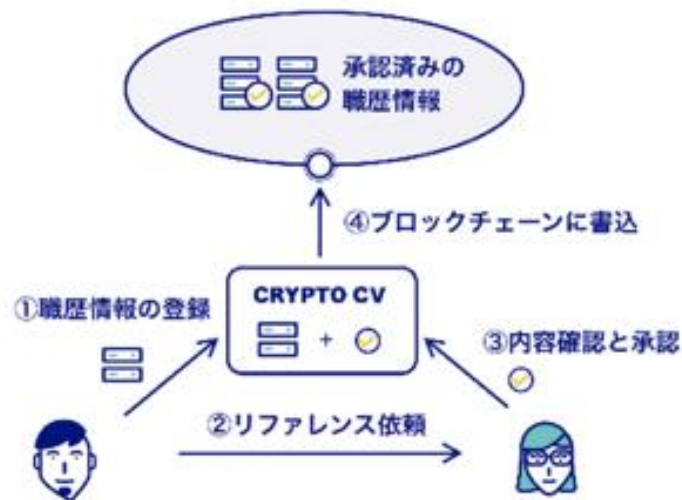 承認済みの
職歴情報
④ブロックチェーンに書込
CRYPTO CV
+
①職歴情報の登録
③内容確認と承認
②リファレンス依頼